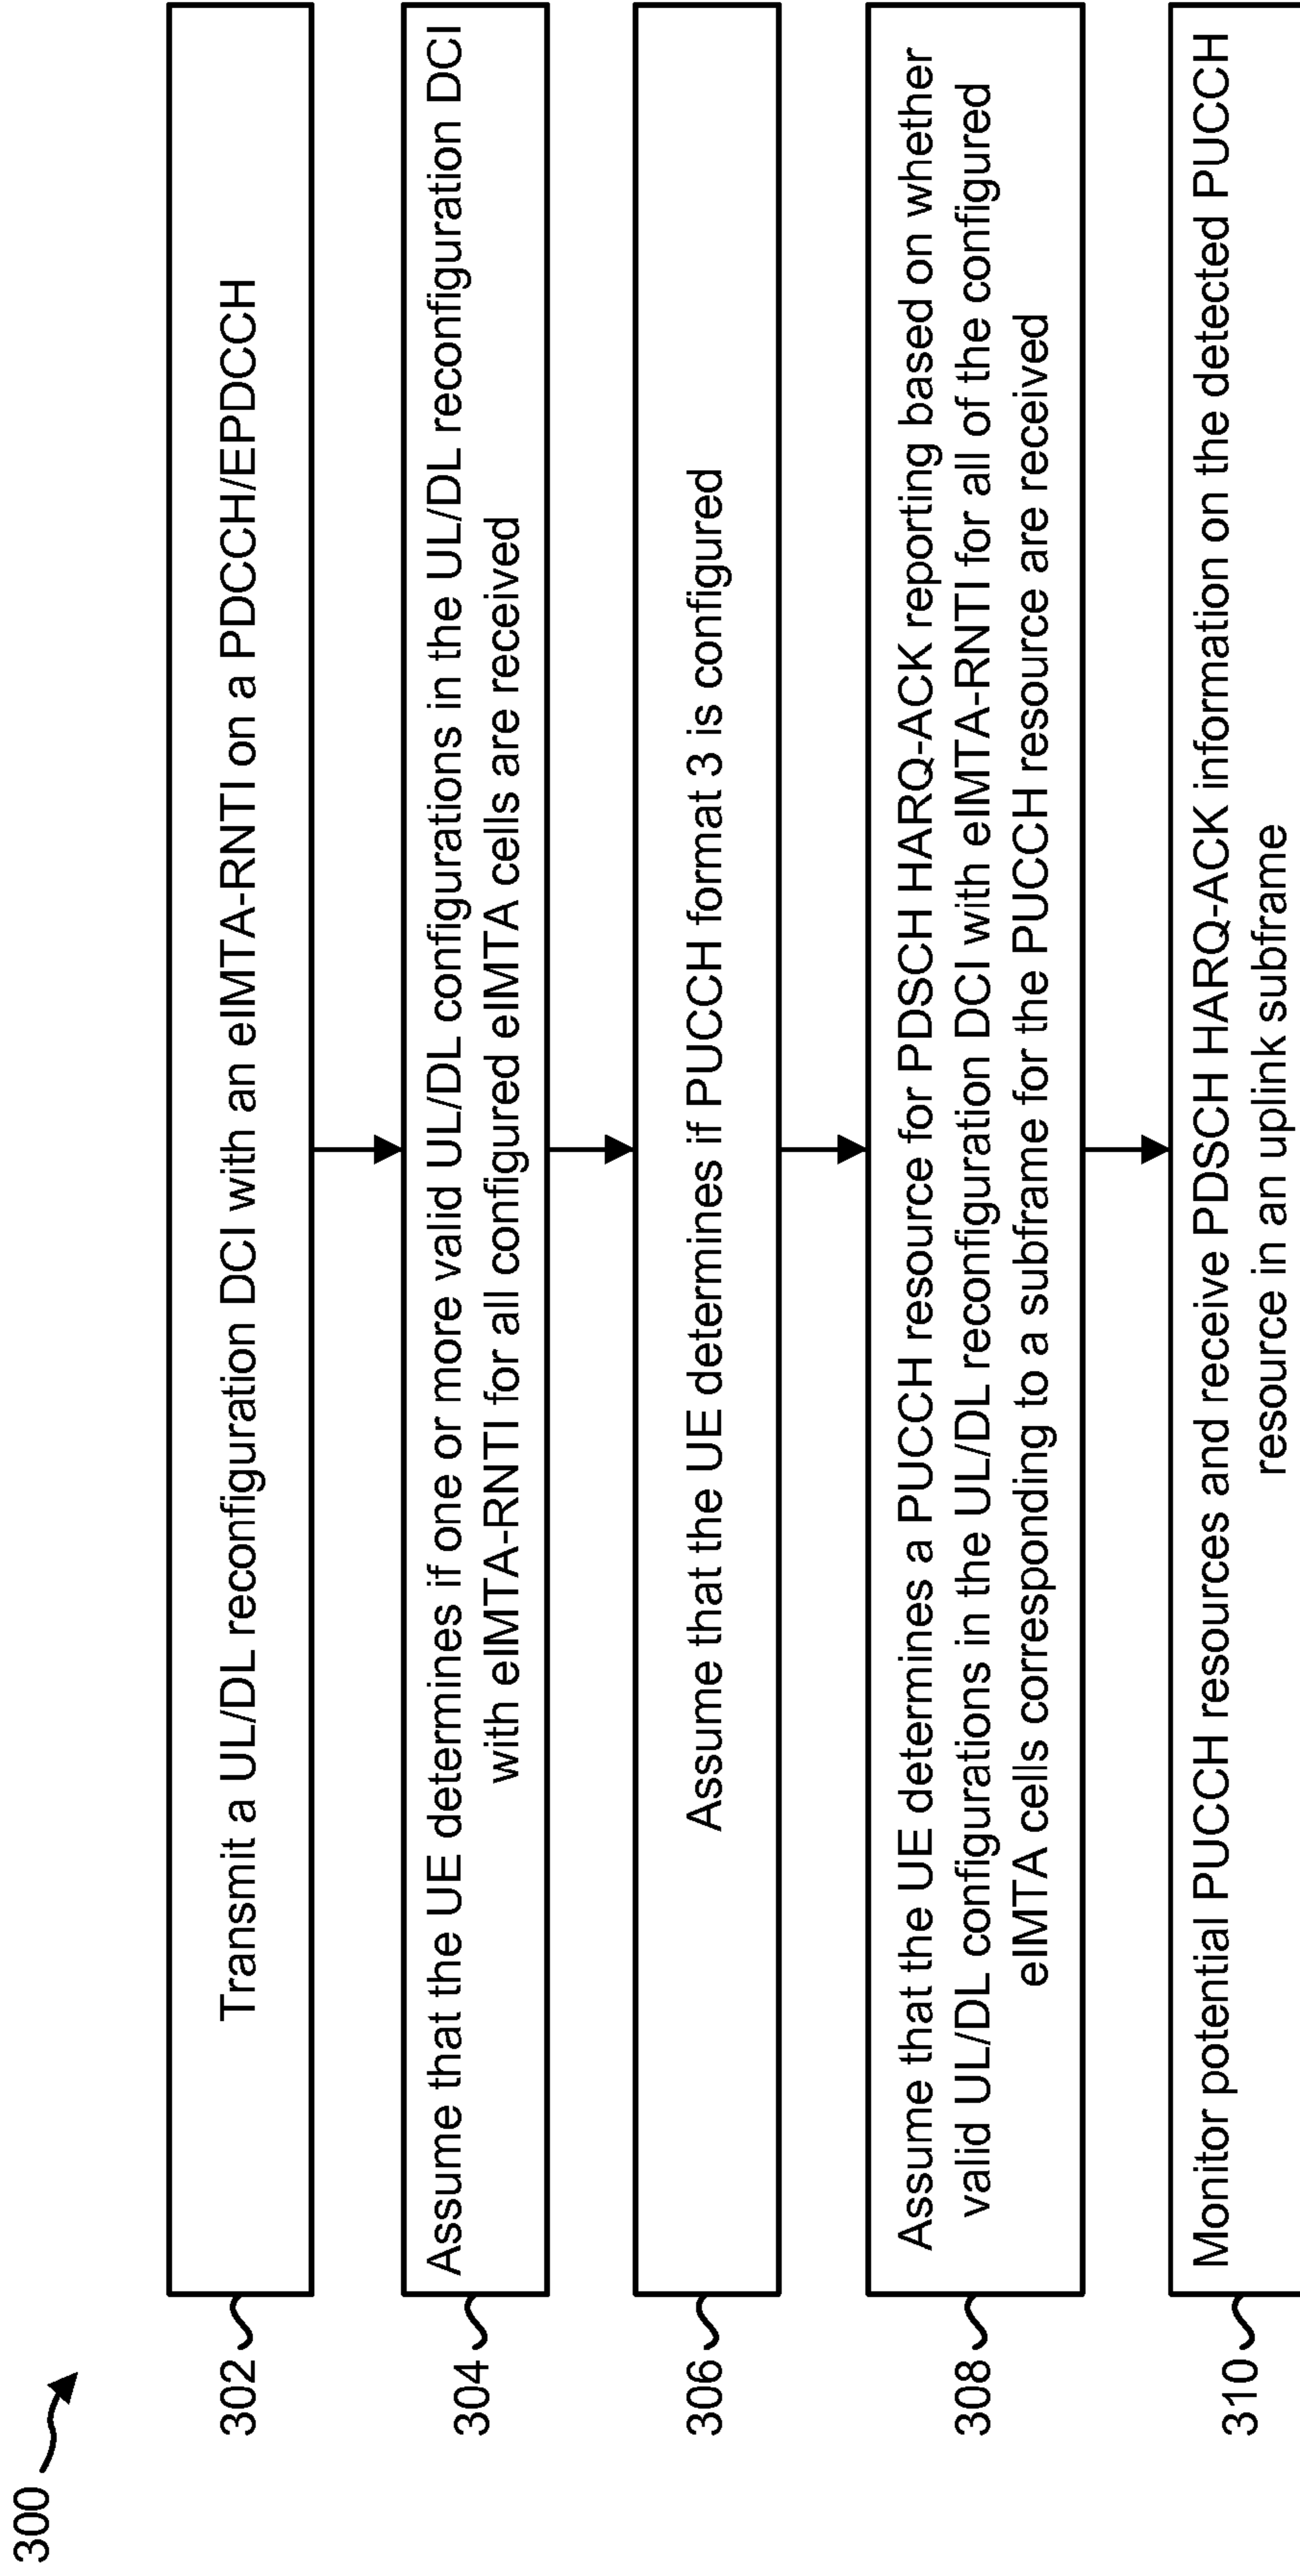 300
302
Transmit a UL/DL reconfiguration DCI with an eIMTA-RNTI on a PDCCH/EPDCCH
304
Assume that the UE determines if one or more valid UL/DL configurations in the UL/DL reconfiguration DCI
with eIMTA-RNTI for all configured eIMTA cells are received
306
Assume that the UE determines if PUCCH format 3 is configured
308
Assume that the UE determines a PUCCH resource for PDSCH HARQ-ACK reporting based on whether
valid UL/DL configurations in the UL/DL reconfiguration DCI with eIMTA-RNTI for all of the configured
eIMTA cells corresponding to a subframe for the PUCCH resource are received
310
Monitor potential PUCCH resources and receive PDSCH HARQ-ACK information on the detected PUCCH
resource in an uplink subframe